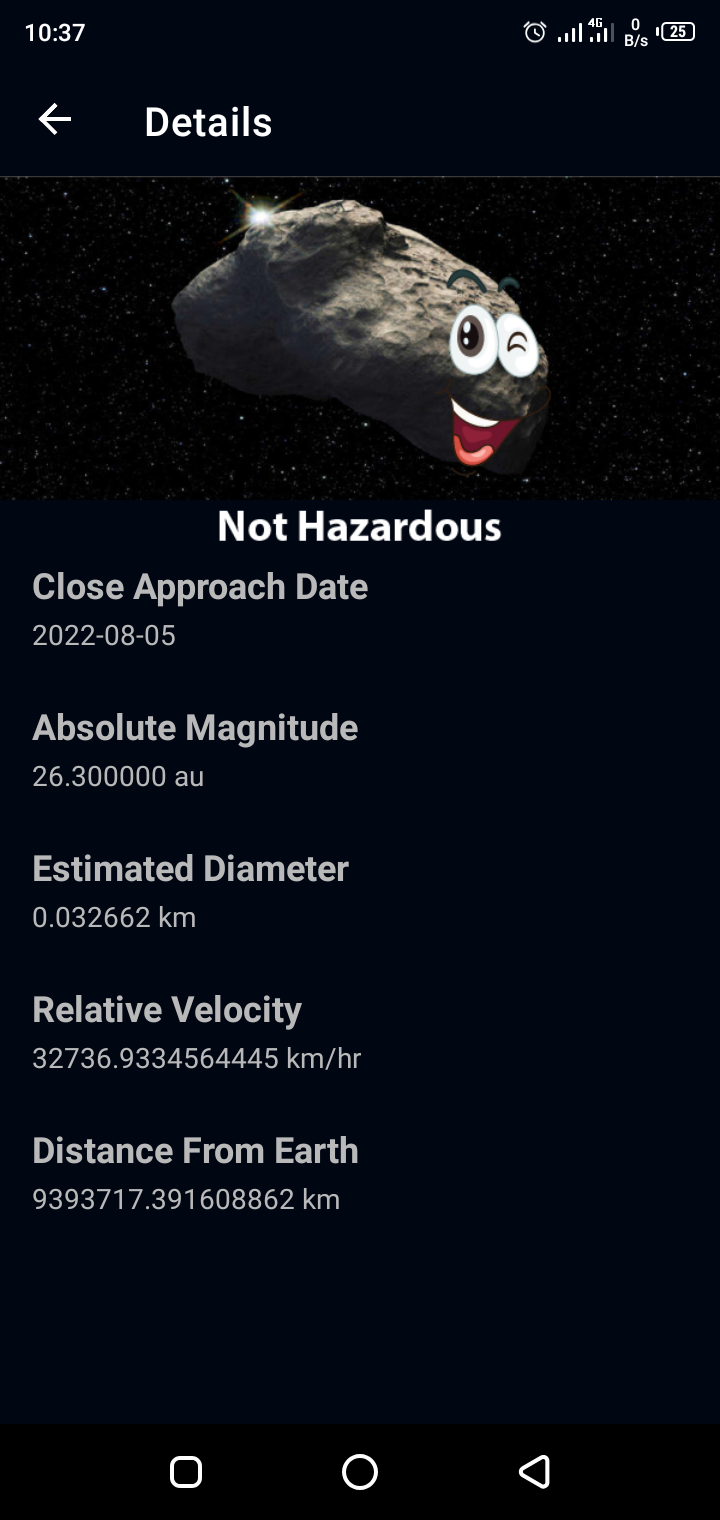 10:37
4G
0
B/s
25
Details
Not Hazardous
Close Approach Date
2022-08-05
Absolute Magnitude
26.300000 au
Estimated Diameter
0.032662 km
Relative Velocity
32736.9334564445 km/hr
Distance From Earth
9393717.391608862 km